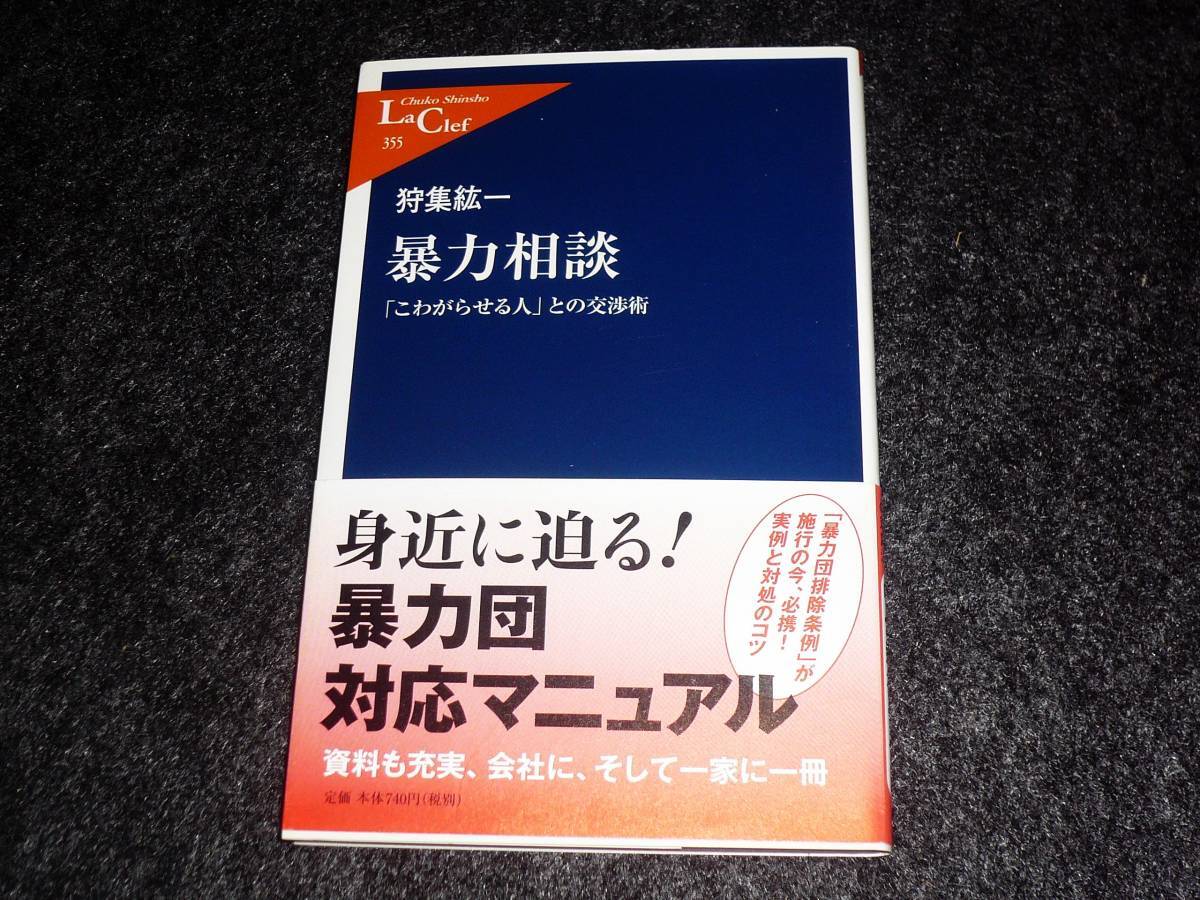 Chuko Shinsho
La Clef
355
狩集紘一
暴力相談
「こわがらせる人」との交渉術
身近に迫る!
暴力団
対応マニュアル
「暴力団排除条例」が
施行の今、必携!
実例と対処のコツ
資料も充実、会社に、そして一家に一冊
定価 本体740円(税別)